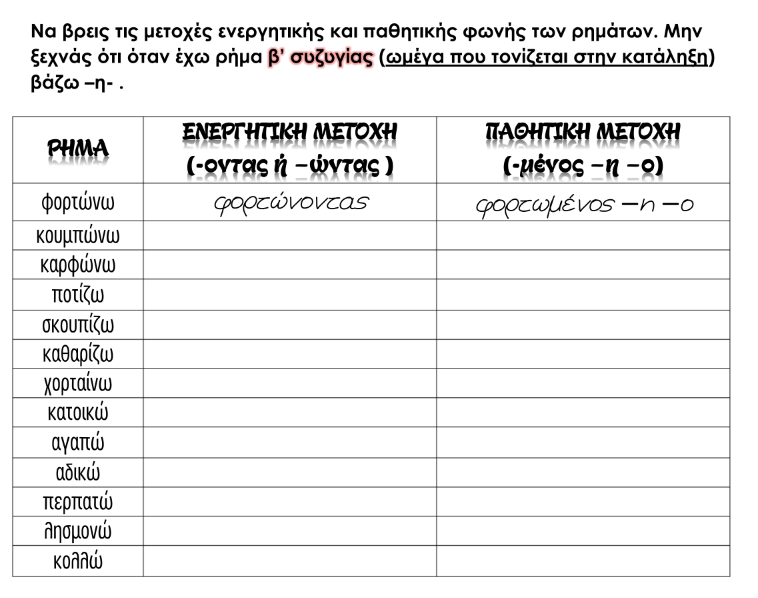 Να βρεις τις μετοχές ενεργητικής και παθητικής φωνής των ρημάτων. Μην
ξεχνάς ότι όταν έχω ρήμα β' συζυγίας (ωμέγα που τονίζεται στην κατάληξη)
βάζω –η- .
ΡΗΜΑ ΕΝΕΡΓΗΤΙΚΗ ΜΕΤΟΧΗ ΠΑΘΗΤΙΚΗ ΜΕΤΟΧΗ
(-οντας ή –ώντας ) (-μένος –η –ο)
φορτώνω φορτώνοντας φορτωμένος –η –ο
κουμπώνω
καρφώνω
ποτίζω
σκουπίζω
καθαρίζω
χορταίνω
κατοικώ
αγαπώ
αδικώ
περπατώ
λησμονώ
κολλώ